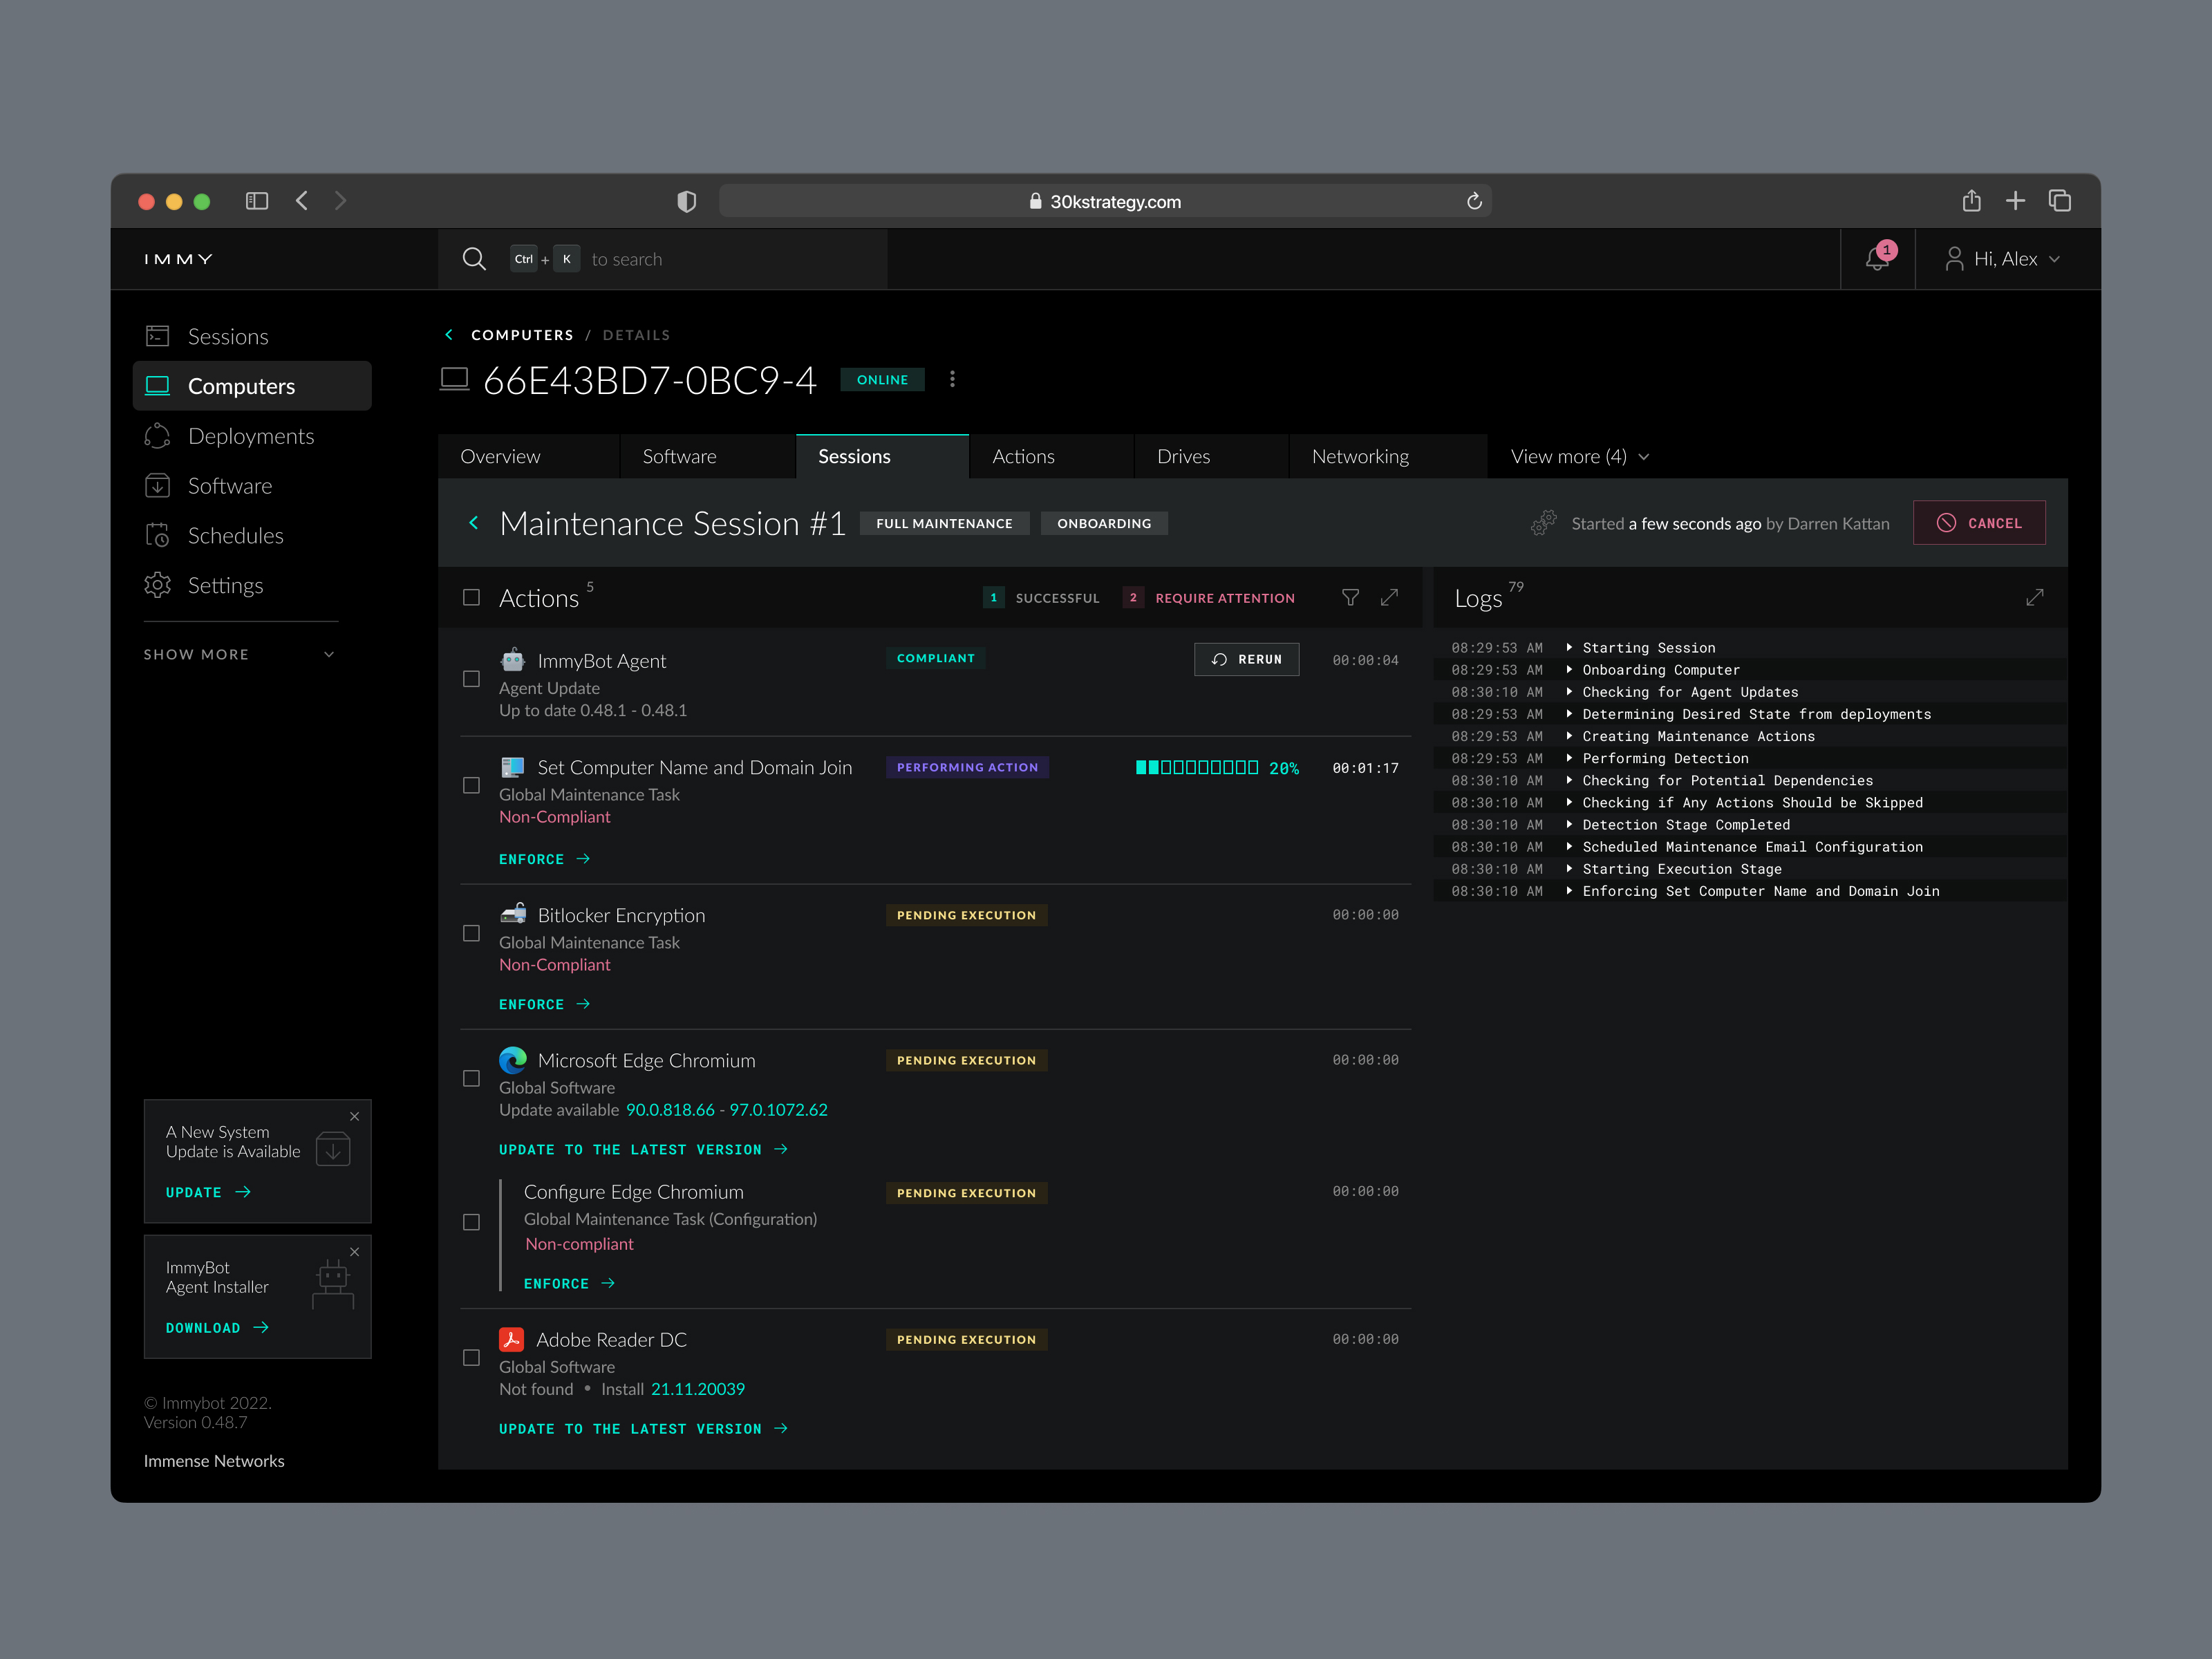 30kstrategy.com
IMMY
Ctrl + K to search
1
Hi, Alex
Sessions
Computers
Deployments
Software
Schedules
Settings
SHOW MORE
A New System
Update is Available
UPDATE
ImmyBot
Agent Installer
DOWNLOAD
© Immybot 2022.
Version 0.48.7
Immense Networks
COMPUTERS / DETAILS
66E43BD7-0BC9-4 ONLINE
Overview Software Sessions Actions Drives Networking View more (4)
Maintenance Session #1 FULL MAINTENANCE ONBOARDING Started a few seconds ago by Darren Kattan CANCEL
Actions 5 1 SUCCESSFUL 2 REQUIRE ATTENTION
ImmyBot Agent COMPLIANT RERUN 00:00:04
Agent Update
Up to date 0.48.1 - 0.48.1
Set Computer Name and Domain Join PERFORMING ACTION 20% 00:01:17
Global Maintenance Task
Non-Compliant
ENFORCE
Bitlocker Encryption PENDING EXECUTION 00:00:00
Global Maintenance Task
Non-Compliant
ENFORCE
Microsoft Edge Chromium PENDING EXECUTION 00:00:00
Global Software
Update available 90.0.818.66 - 97.0.1072.62
UPDATE TO THE LATEST VERSION
Configure Edge Chromium PENDING EXECUTION 00:00:00
Global Maintenance Task (Configuration)
Non-compliant
ENFORCE
Adobe Reader DC PENDING EXECUTION 00:00:00
Global Software
Not found • Install 21.11.20039
UPDATE TO THE LATEST VERSION
Logs 79
08:29:53 AM Starting Session
08:29:53 AM Onboarding Computer
08:30:10 AM Checking for Agent Updates
08:29:53 AM Determining Desired State from deployments
08:29:53 AM Creating Maintenance Actions
08:29:53 AM Performing Detection
08:30:10 AM Checking for Potential Dependencies
08:30:10 AM Checking if Any Actions Should be Skipped
08:30:10 AM Detection Stage Completed
08:30:10 AM Scheduled Maintenance Email Configuration
08:30:10 AM Starting Execution Stage
08:30:10 AM Enforcing Set Computer Name and Domain Join